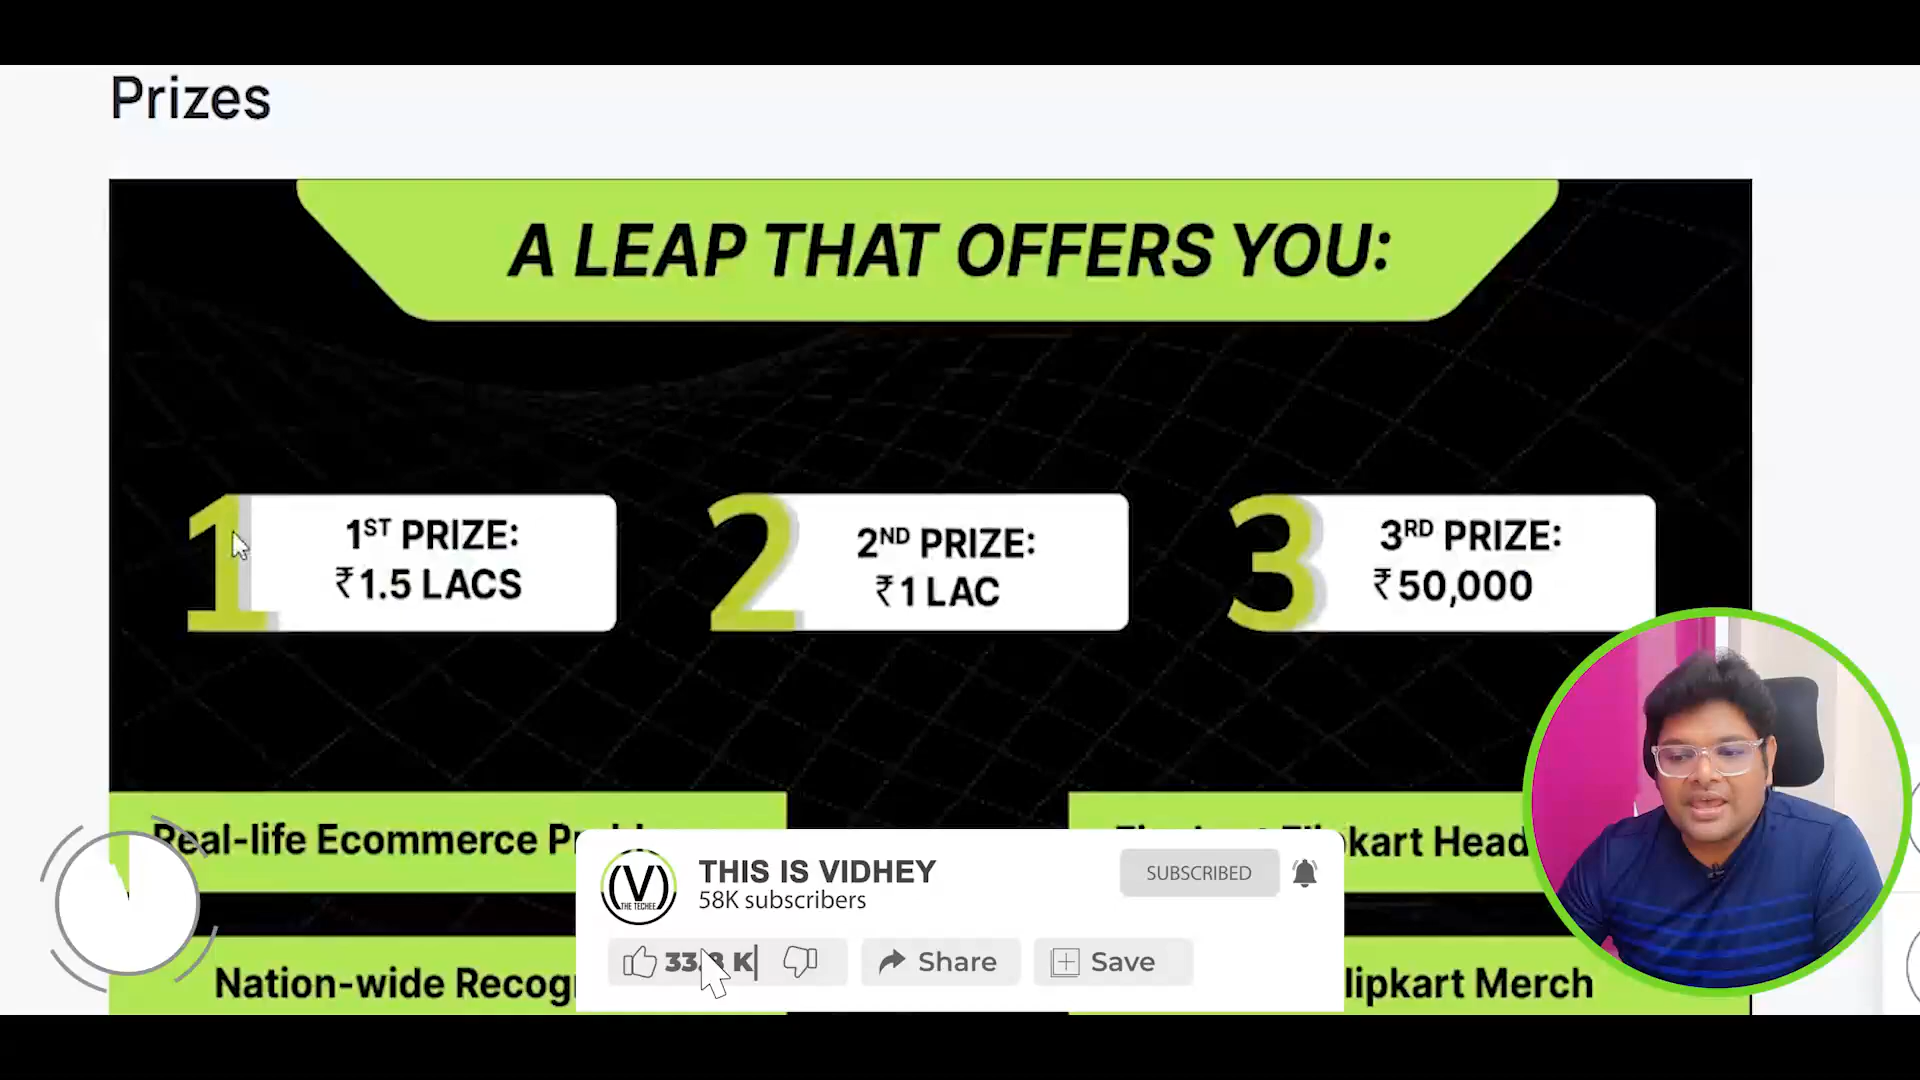 Prizes
A LEAP THAT OFFERS YOU:
1
1ST PRIZE:
₹1.5 LACS
2
2ND PRIZE:
₹1 LAC
3
3RD PRIZE:
₹50,000
Real-life Ecommerce
kart Head
THIS IS VIDHEY
58K subscribers
SUBSCRIBED
V
THE TECHEE
K
Share
Save
Nation-wide Recog
lipkart Merch